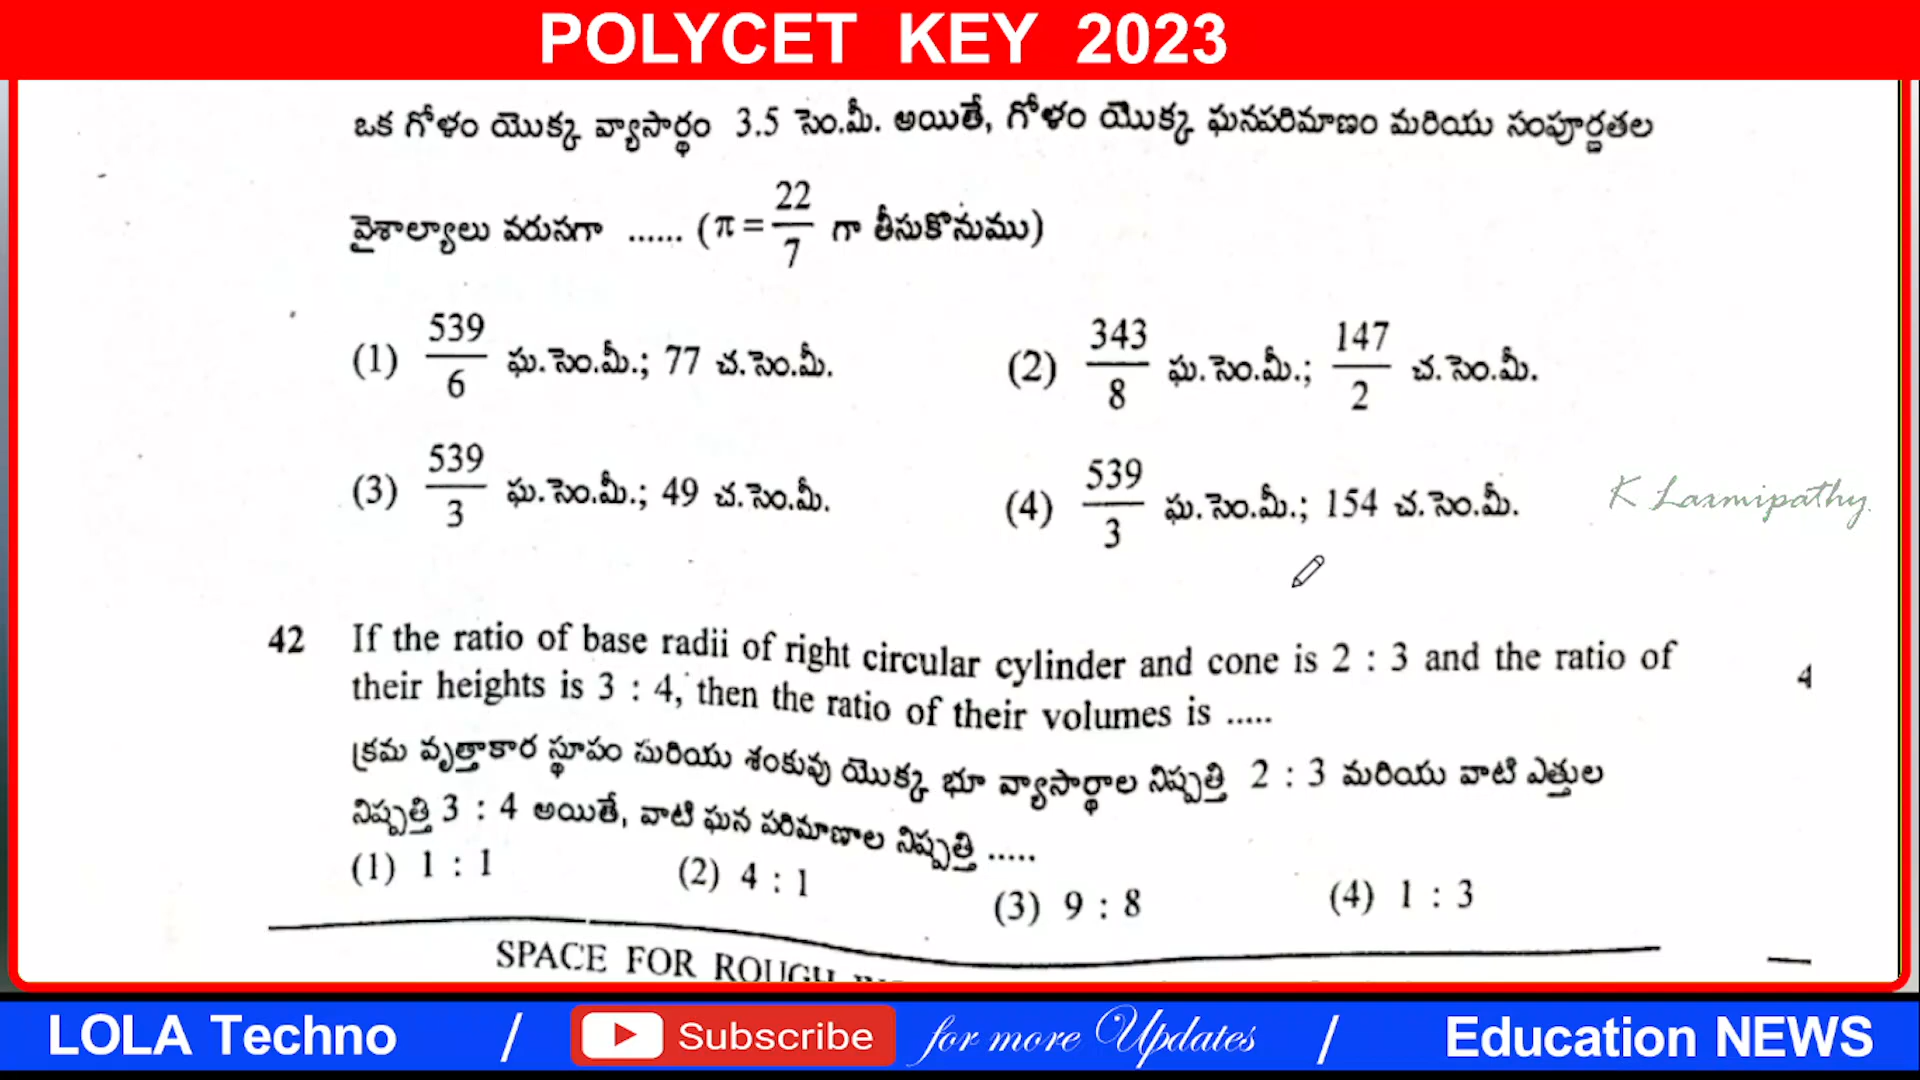 POLYCET KEY 2023
ఒక గోళం యొక్క వ్యాసార్థం 3.5 సెం.మీ. అయితే, గోళం యొక్క ఘనపరిమాణం మరియు సంపూర్ణతల
వైశాల్యాలు వరుసగా ...... (π = 22/7 గా తీసుకొనుము)
(1) 539/6 ఘ.సెం.మీ.; 77 చ.సెం.మీ. (2) 343/8 ఘ.సెం.మీ.; 147/2 చ.సెం.మీ.
(3) 539/3 ఘ.సెం.మీ.; 49 చ.సెం.మీ. (4) 539/3 ఘ.సెం.మీ.; 154 చ.సెం.మీ.
K Laxmipathy.
42 If the ratio of base radii of right circular cylinder and cone is 2 : 3 and the ratio of
their heights is 3 : 4, then the ratio of their volumes is .....
4
క్రమ వృత్తాకార స్థూపం మరియు శంకువు యొక్క భూ వ్యాసార్థాల నిష్పత్తి 2 : 3 మరియు వాటి ఎత్తుల
నిష్పత్తి 3 : 4 అయితే, వాటి ఘన పరిమాణాల నిష్పత్తి .....
(1) 1 : 1 (2) 4 : 1 (3) 9 : 8 (4) 1 : 3
SPACE FOR ROUGH
LOLA Techno / Subscribe for more Updates / Education NEWS